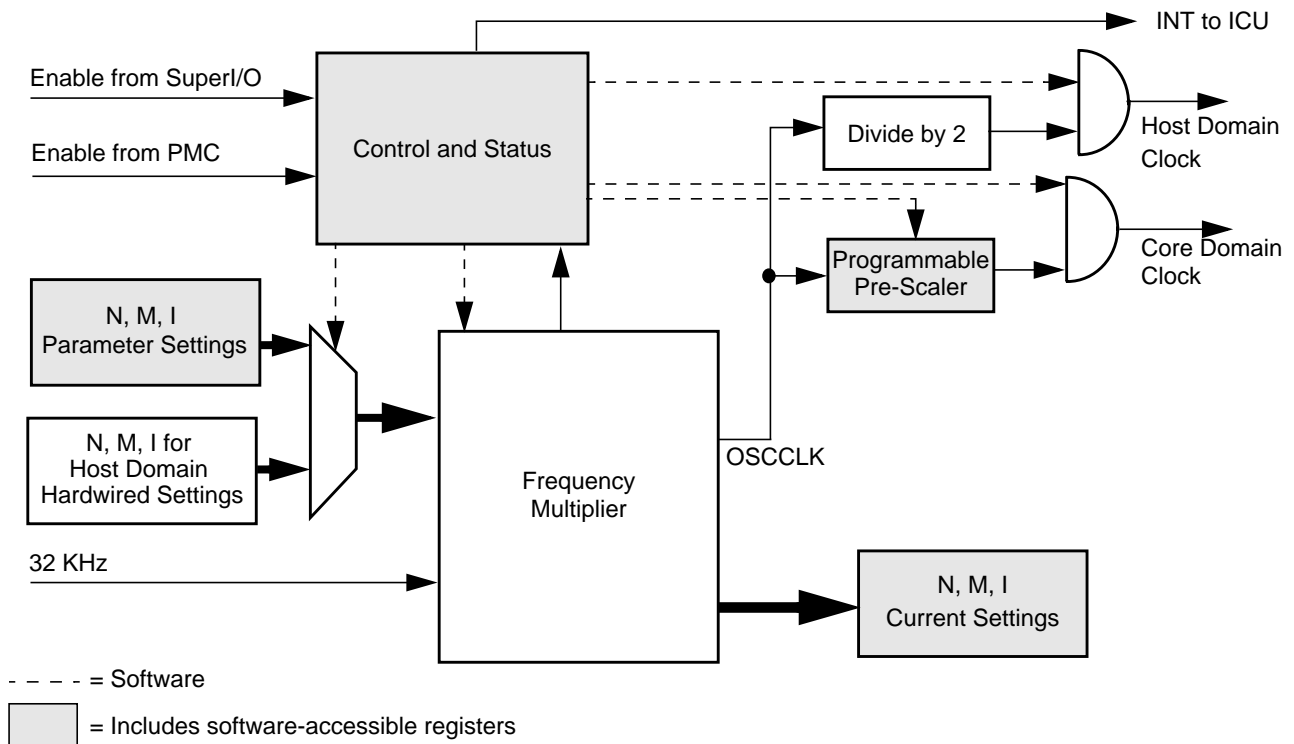 INT to ICU
Enable from SuperI/O
Enable from PMC
Control and Status
Divide by 2
Host Domain
Clock
Programmable
Pre-Scaler
Core Domain
Clock
N, M, I
Parameter Settings
N, M, I for
Host Domain
Hardwired Settings
OSCCLK
Frequency
Multiplier
32 KHz
N, M, I
Current Settings
= Software
= Includes software-accessible registers